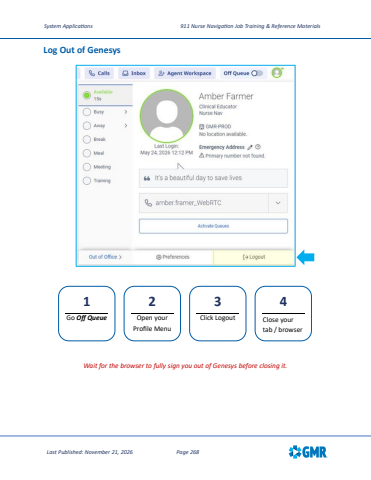 System Applications
911 Nurse Navigation Job Training & Reference Materials
Log Out of Genesys
Calls
Inbox
Agent Workspace
Off Queue
Available
19s
Busy
Away
Break
Meal
Meeting
Training
Amber Farmer
Clinical Educator
Nurse Nav
GMR-PROD
No location available.
Emergency Address
Primary number not found.
Last Login
May 24, 2026 12:12 PM
It's a beautiful day to save lives
amber.framer_WebRTC
Activate Queues
Out of Office
Preferences
Logout
1
Go Off Queue
2
Open your
Profile Menu
3
Click Logout
4
Close your
tab / browser
Wait for the browser to fully sign you out of Genesys before closing it.
Last Published: November 21, 2026
Page 268
GMR